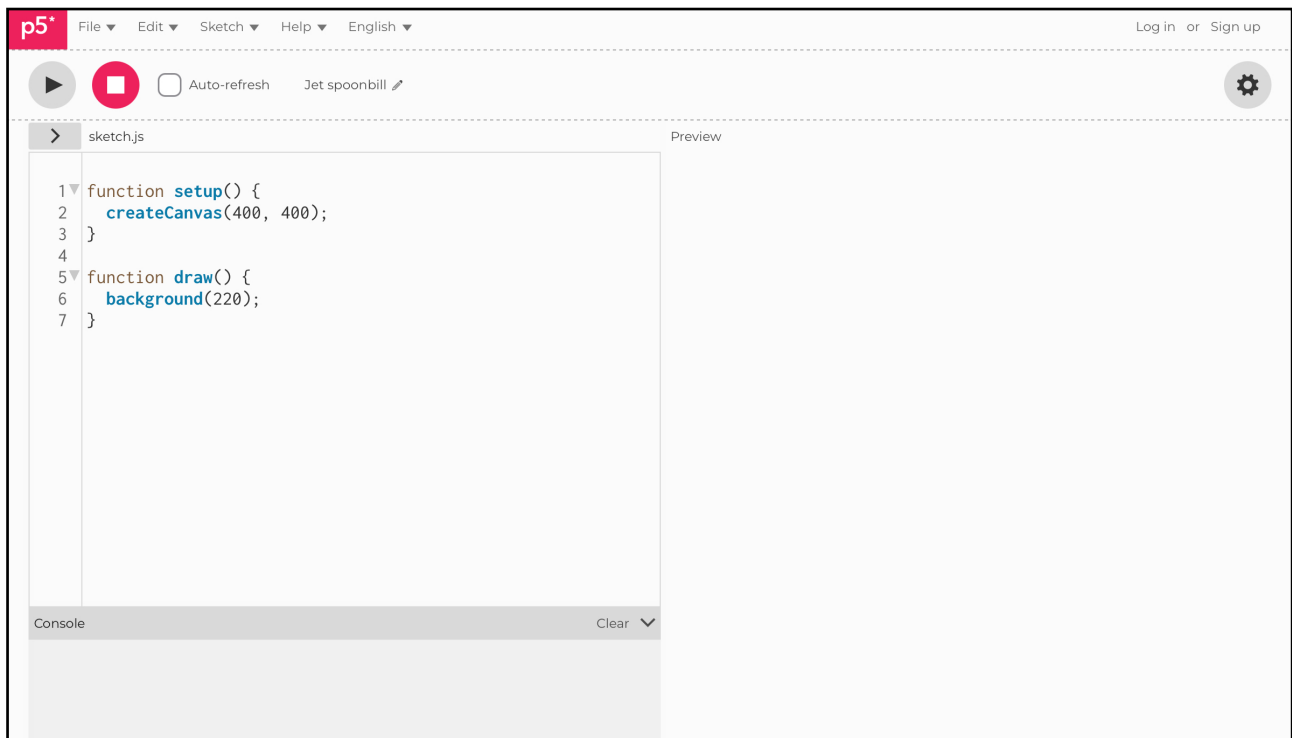 p5* File Edit Sketch Help English Log in or Sign up
Auto-refresh Jet spoonbill
sketch.js Preview
1 function setup() {
2 createCanvas(400, 400);
3 }
4
5 function draw() {
6 background(220);
7 }
Console Clear